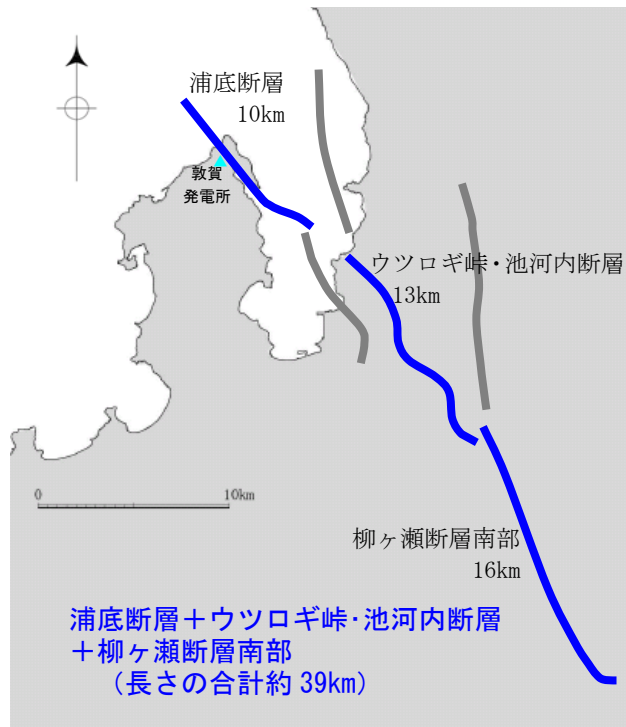 浦底断層
10km
敦賀
発電所
ウツロギ峠・池河内断層
13km
0 10km
柳ヶ瀬断層南部
16km
浦底断層＋ウツロギ峠・池河内断層
＋柳ヶ瀬断層南部
（長さの合計約 39km）